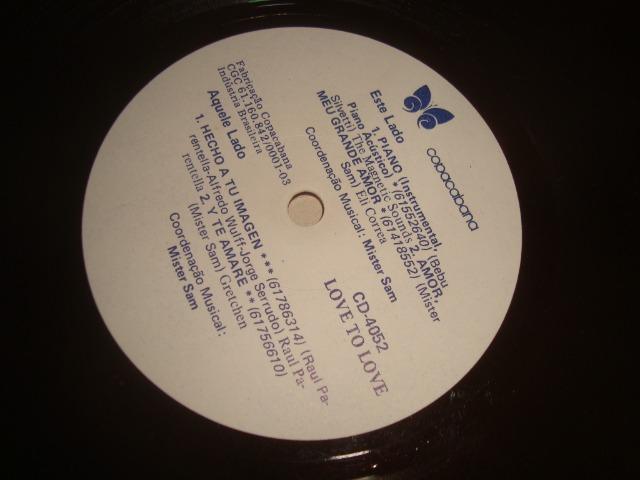 copacabana
CD-4052
LOVE TO LOVE
Este Lado
1. PIANO (Instrumental. (Bebu
Silvetti) The Magnetic Sounds 2. AMOR,
Piano Acústico) * (61552640)
MEU GRANDE AMOR * (61418552) (Mister
Sam) Eli Correa
Coordenação Musical: Mister Sam
Fabricação Copacabana
CGC 61.160.842/0001-03
Indústria Brasileira
Aquele Lado
1. HECHO A TU IMAGEN *** (61786314) (Raul Pa-
rentella-Alfredo Wulff-Jorge Serrudo) Raul Pa-
rentella 2. Y TE AMARE ** (61756610)
(Mister Sam) Gretchen
Coordenação Musical:
Mister Sam